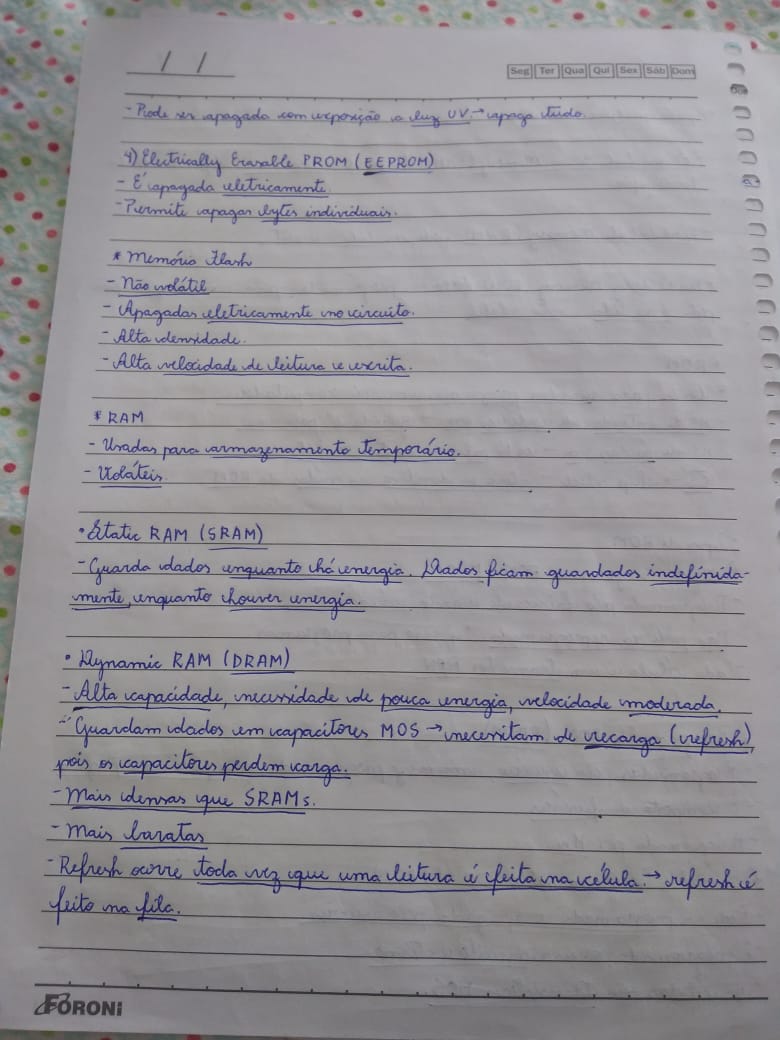 / /
Seg Ter Qua Qui Sex Sáb Dom
- Pode ser apagada com exposição a luz UV → apaga tudo.
4) Electrically Erasable PROM (EEPROM)
- É apagada eletricamente.
- Permite apagar bytes individuais.
* Memória Flash
- Não volátil
- Apagadas eletricamente no circuito.
- Alta densidade.
- Alta velocidade de leitura e escrita.
* RAM
- Usadas para armazenamento temporário.
- Voláteis
• Static RAM (SRAM)
- Guarda dados enquanto há energia. Dados ficam guardados indefinida-
mente, enquanto houver energia.
• Dynamic RAM (DRAM)
- Alta capacidade, necessidade de pouca energia, velocidade moderada.
- Guardam dados em capacitores MOS → necessitam de recarga (refresh),
pois os capacitores perdem carga.
- Mais densas que SRAMs.
- Mais baratas
- Refresh ocorre toda vez que uma leitura é feita na célula. → refresh é
feito na fila.
FORONI